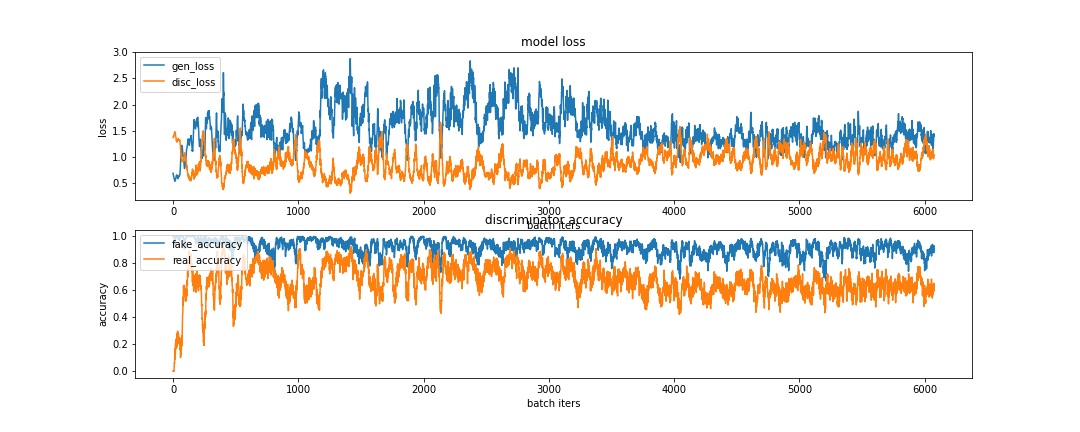 model loss
3.0
2.5
2.0
1.5
1.0
0.5
loss
gen_loss
disc_loss
0 1000 2000 3000 4000 5000 6000
batch iters
discriminator accuracy
1.0
0.8
0.6
0.4
0.2
0.0
accuracy
fake_accuracy
real_accuracy
0 1000 2000 3000 4000 5000 6000
batch iters